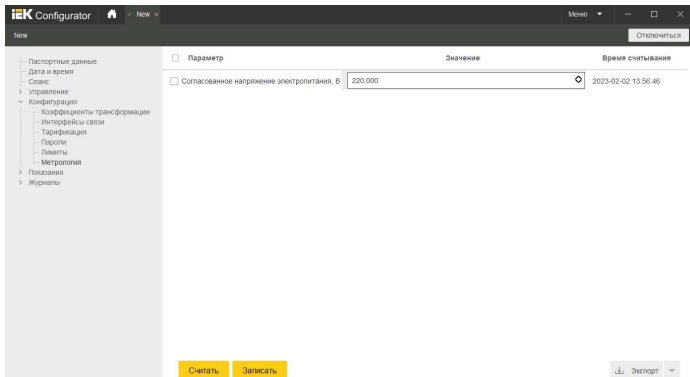 IEK Configurator New × Меню
New Отключиться
Параметр Значение Время считывания
Согласованное напряжение электропитания, В 220,000 2023-02-02 13:56:46
Паспортные данные
Дата и время
Сеанс
Управление
Конфигурация
Коэффициенты трансформации
Интерфейсы связи
Тарификация
Пароли
Лимиты
Метрология
Показания
Журналы
Считать Записать Экспорт